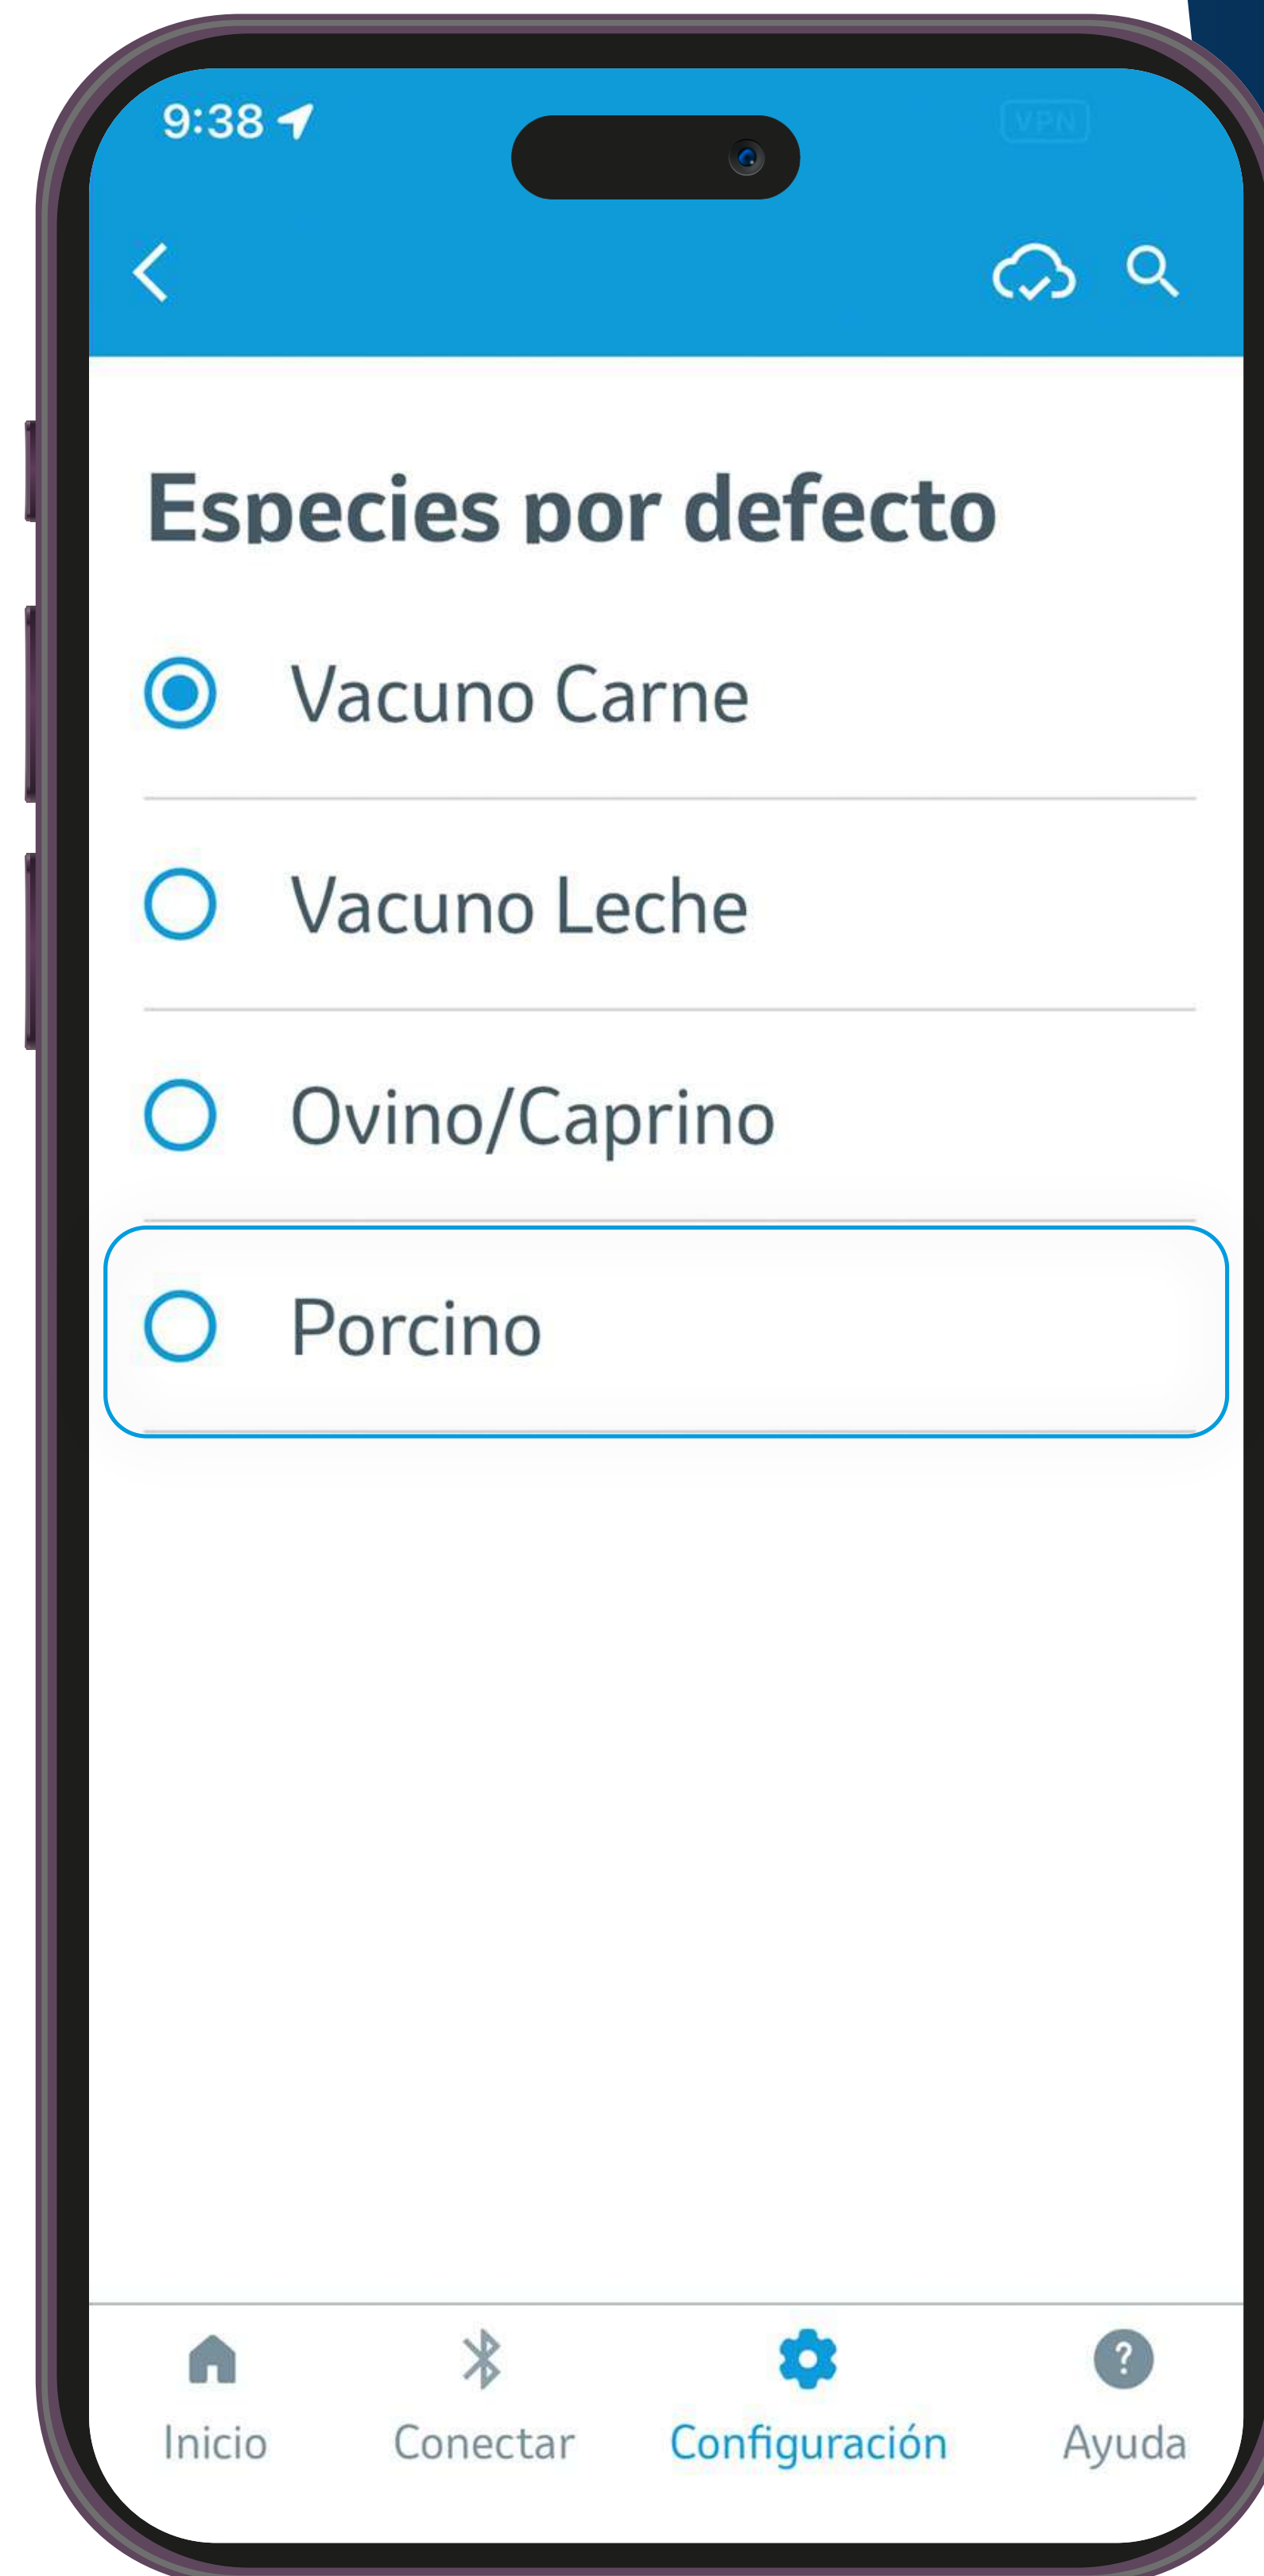 9:38
VPN
Especies por defecto
Vacuno Carne
Vacuno Leche
Ovino/Caprino
Porcino
Inicio
Conectar
Configuración
Ayuda